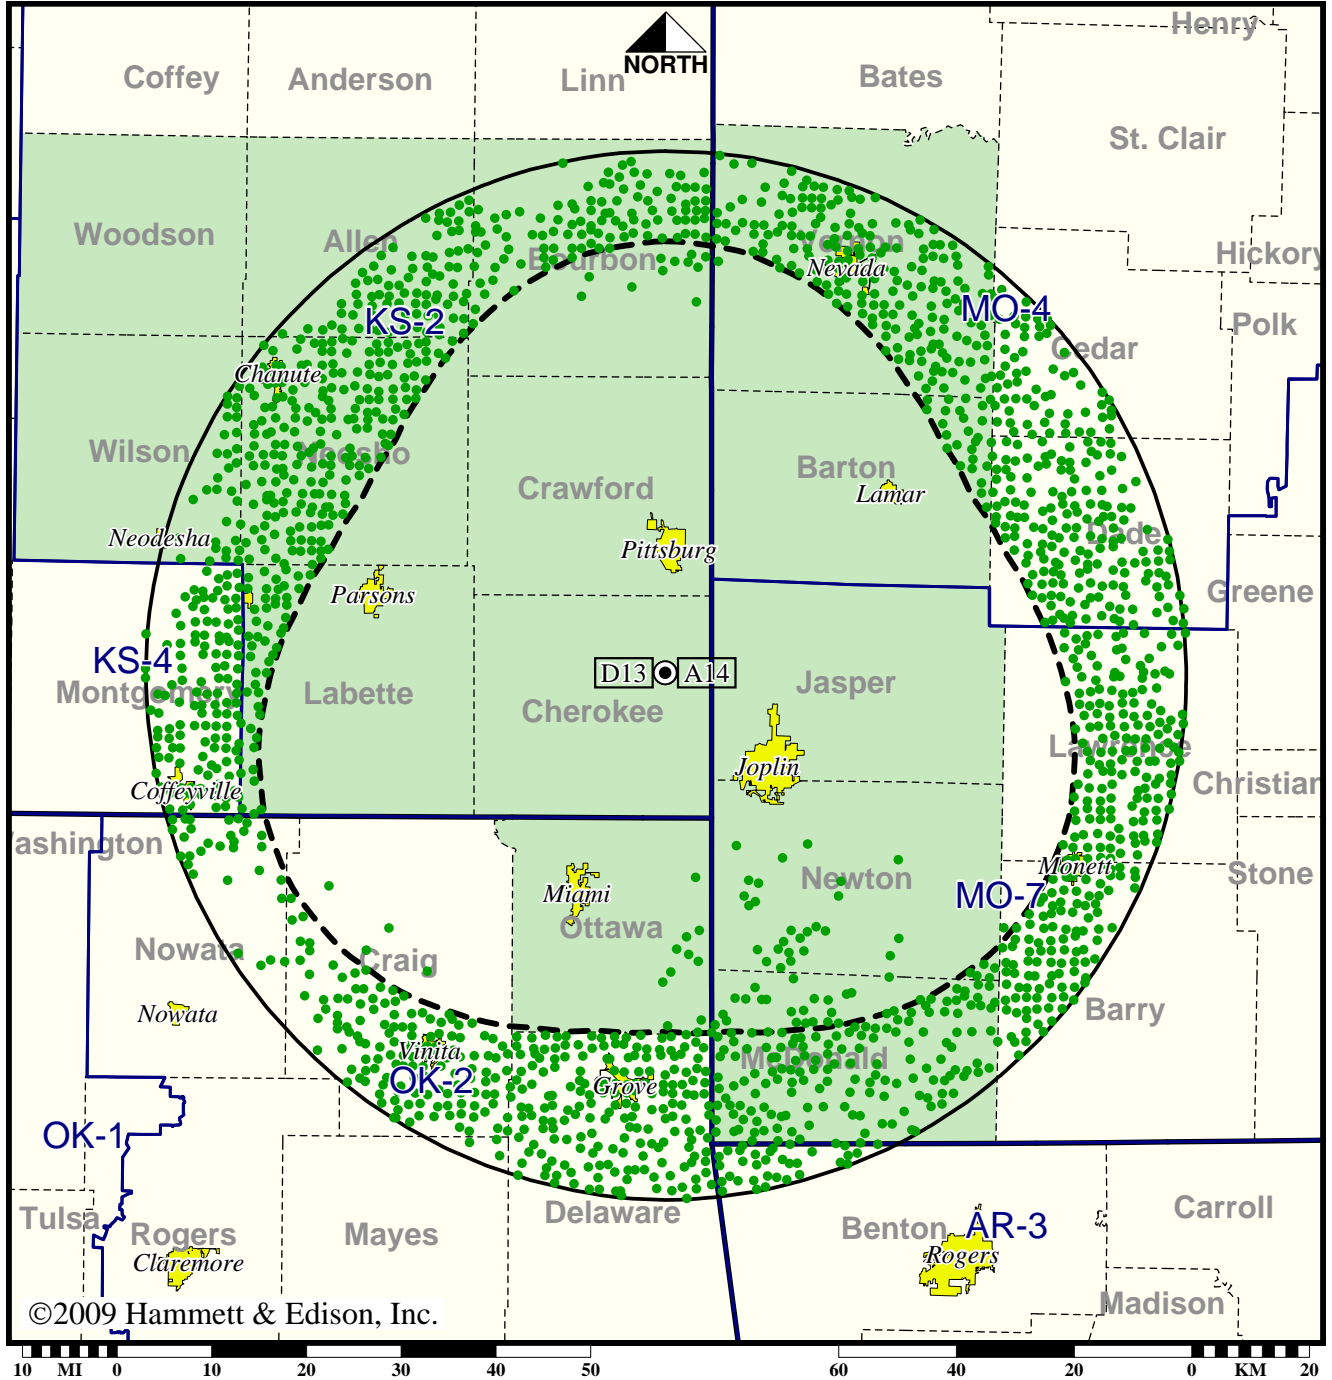 Henry
Coffey
Anderson
Linn
NORTH
Bates
St. Clair
Woodson
Allen
Bourbon
Vernon
Nevada
Hickory
KS-2
MO-4
Polk
Cedar
Chanute
Wilson
Neosho
Crawford
Barton
Lamar
Neodesha
Pittsburg
Dade
Parsons
Greene
KS-4
Montgomery
Labette
Cherokee
D13
A14
Jasper
Lawrence
Joplin
Coffeyville
Christian
ashington
Miami
Newton
Monett
MO-7
Stone
Nowata
Craig
Ottawa
Nowata
Barry
Vinita
OK-2
Grove
McDonald
OK-1
Tulsa
Rogers
Claremore
Mayes
Delaware
Benton
AR-3
Rogers
Carroll
Madison
©2009 Hammett & Edison, Inc.
10 MI 0 10 20 30 40 50 60 40 20 0 KM 20